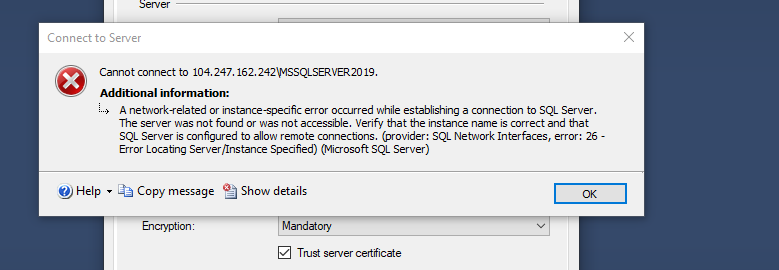 Server
Connect to Server
Cannot connect to 104.247.162.242\MSSQLSERVER2019.
Additional information:
A network-related or instance-specific error occurred while establishing a connection to SQL Server.
The server was not found or was not accessible. Verify that the instance name is correct and that
SQL Server is configured to allow remote connections. (provider: SQL Network Interfaces, error: 26 -
Error Locating Server/Instance Specified) (Microsoft SQL Server)
Help
Copy message
Show details
OK
Encryption:
Mandatory
Trust server certificate